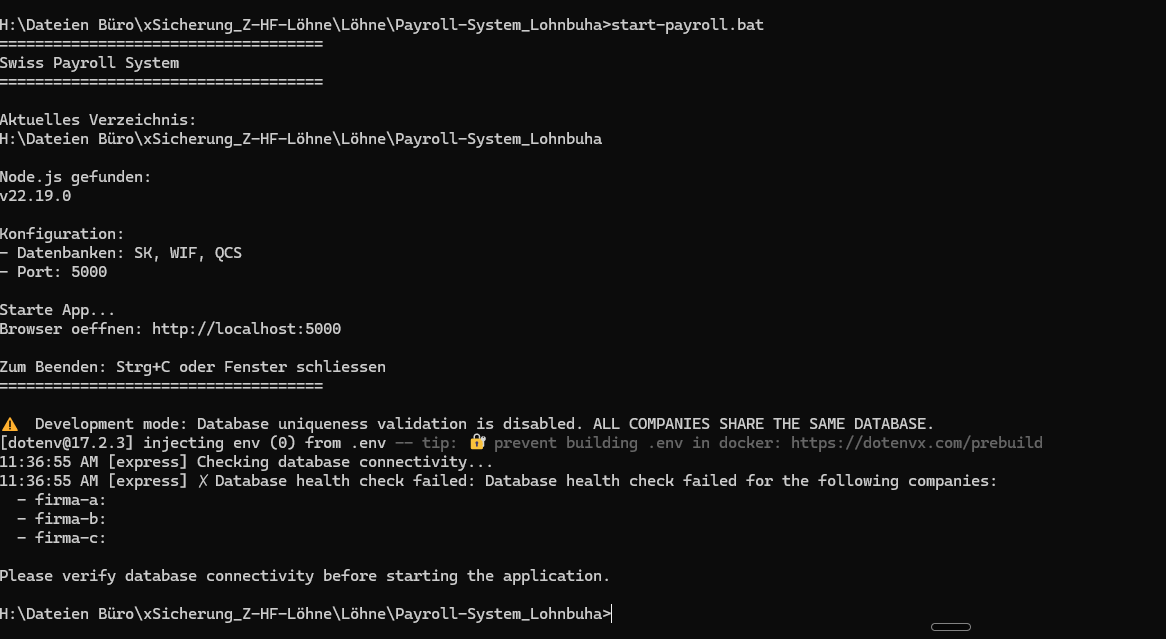 H:\Dateien Büro\xSicherung_Z-HF-Löhne\Löhne\Payroll-System_Lohnbuha>start-payroll.bat
====================================
Swiss Payroll System
====================================
Aktuelles Verzeichnis:
H:\Dateien Büro\xSicherung_Z-HF-Löhne\Löhne\Payroll-System_Lohnbuha
Node.js gefunden:
v22.19.0
Konfiguration:
- Datenbanken: SK, WIF, QCS
- Port: 5000
Starte App...
Browser oeffnen: http://localhost:5000
Zum Beenden: Strg+C oder Fenster schliessen
====================================
⚠️ Development mode: Database uniqueness validation is disabled. ALL COMPANIES SHARE THE SAME DATABASE.
[dotenv@17.2.3] injecting env (0) from .env -- tip: 🔐 prevent building .env in docker: https://dotenvx.com/prebuild
11:36:55 AM [express] Checking database connectivity...
11:36:55 AM [express] ✗ Database health check failed: Database health check failed for the following companies:
- firma-a:
- firma-b:
- firma-c:
Please verify database connectivity before starting the application.
H:\Dateien Büro\xSicherung_Z-HF-Löhne\Löhne\Payroll-System_Lohnbuha>